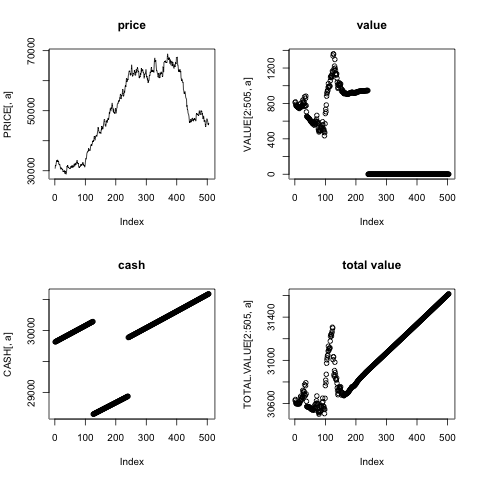 price
PRICE[, a]
30000 50000 70000
0 100 200 300 400 500
Index
value
VALUE[2:505, a]
0 400 800 1200
0 100 200 300 400 500
Index
cash
CASH[, a]
29000 30000
0 100 200 300 400 500
Index
total value
TOTAL.VALUE[2:505, a]
30600 31000 31400
0 100 200 300 400 500
Index